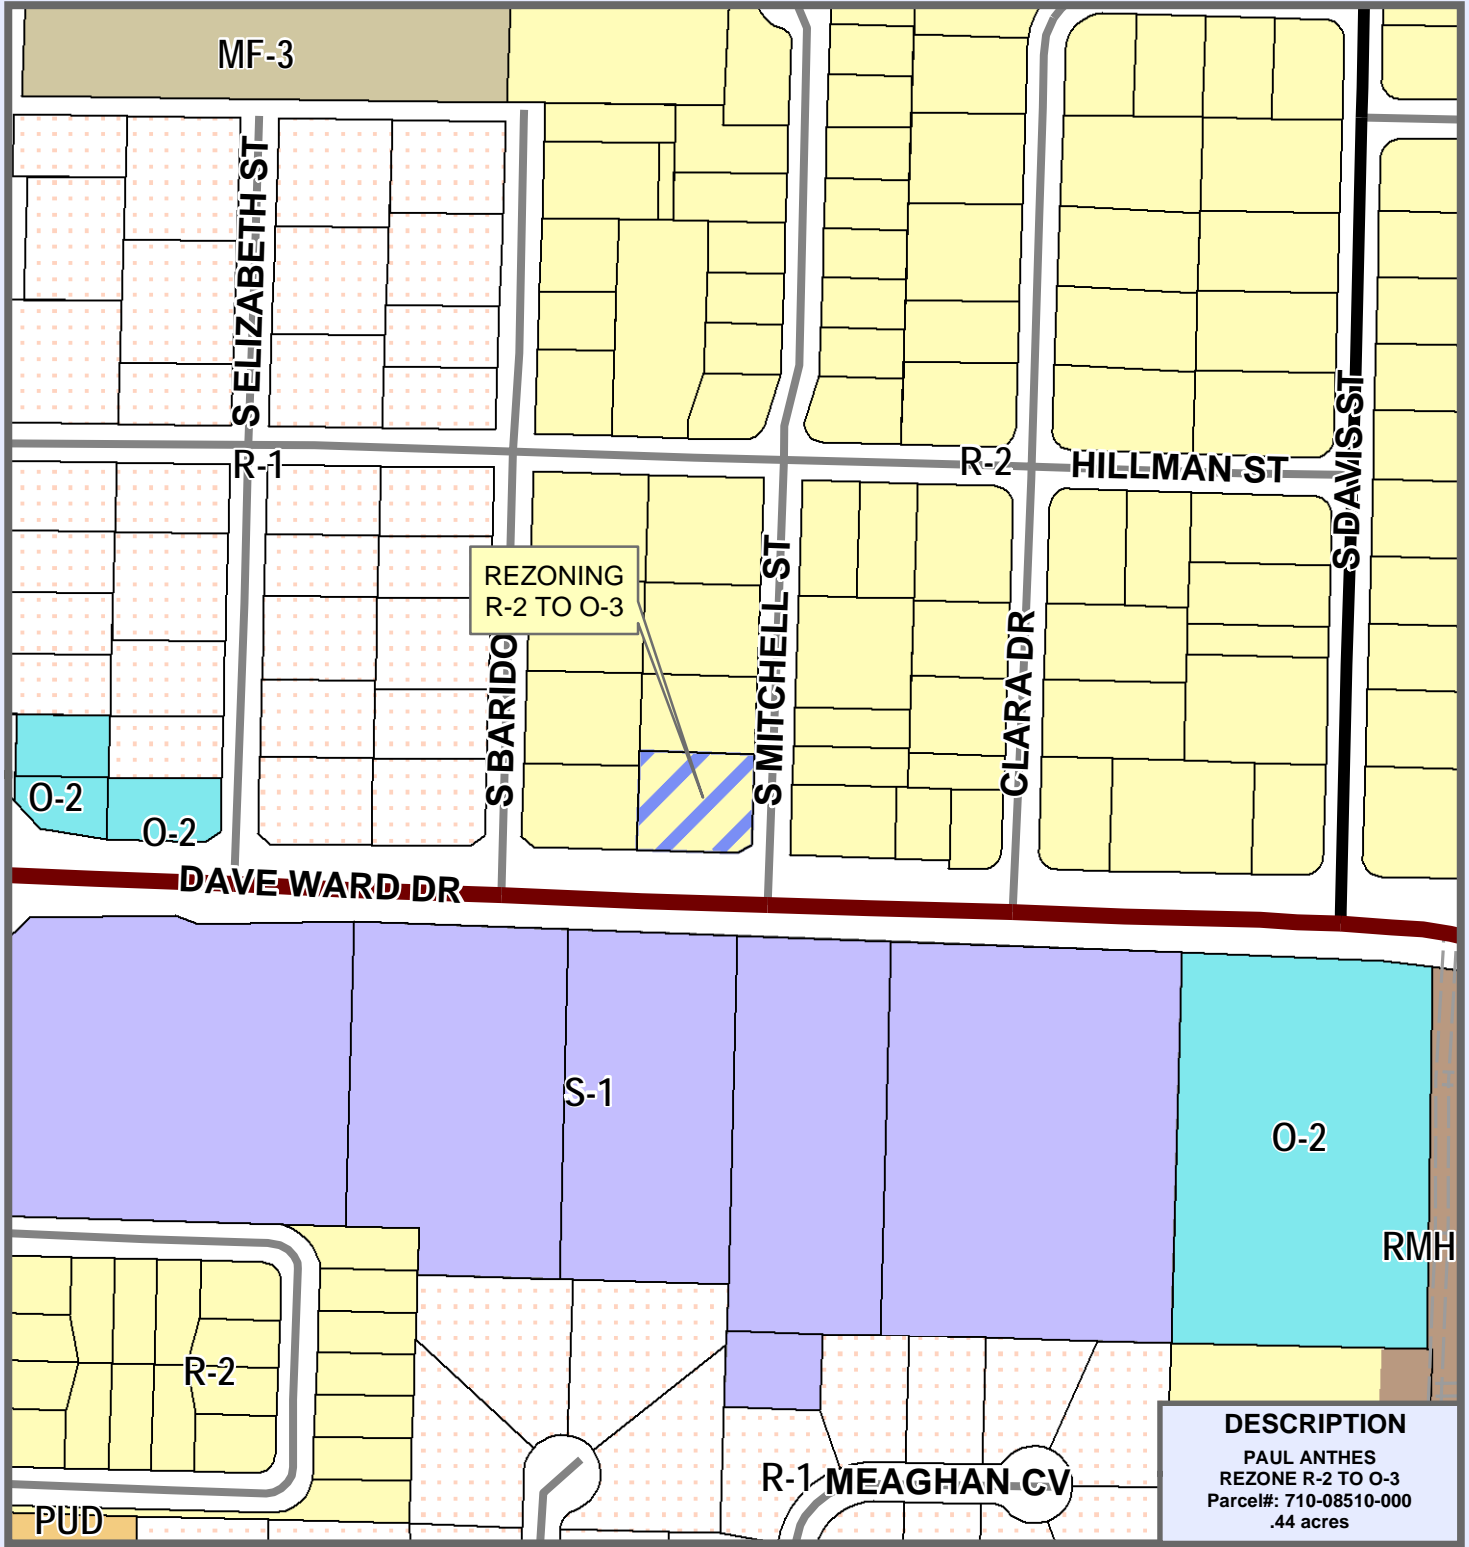 MF-3
S ELIZABETH ST
R-1
R-2
HILLMAN ST
S DAVIS ST
REZONING
R-2 TO O-3
S BARIDO
S MITCHELL ST
CLARA DR
O-2
O-2
DAVE WARD DR
S-1
O-2
RMH
R-2
R-1
MEAGHAN CV
PUD
DESCRIPTION
PAUL ANTHES
REZONE R-2 TO O-3
Parcel#: 710-08510-000
.44 acres